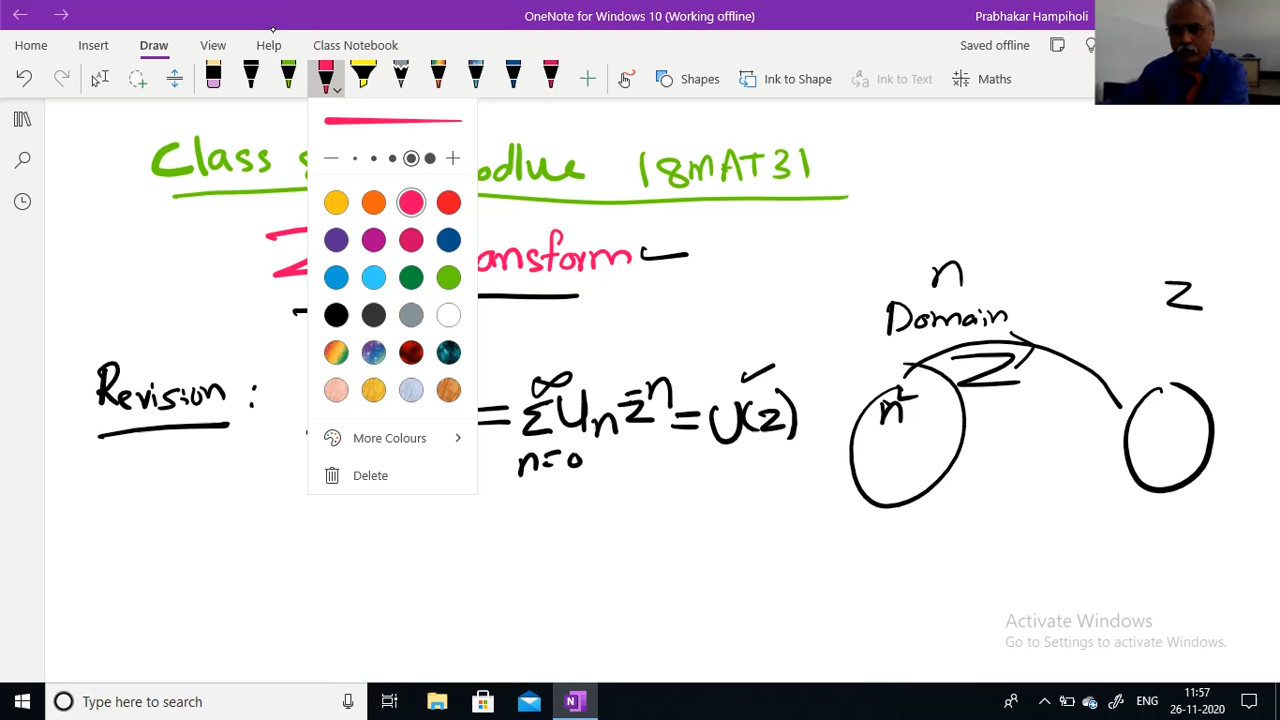 OneNote for Windows 10 (Working offline)
Prabhakar Hampiholi
Home Insert Draw View Help Class Notebook
Saved offline
Shapes Ink to Shape Ink to Text Maths
Class odlue 18MAT31
ansform
n
Domain
z
Z
n²
Revision :
= ∞ Σ n=0 Un z⁻ⁿ = U(z)
More Colours
Delete
Activate Windows
Go to Settings to activate Windows.
Type here to search
N
ENG
11:57
26-11-2020